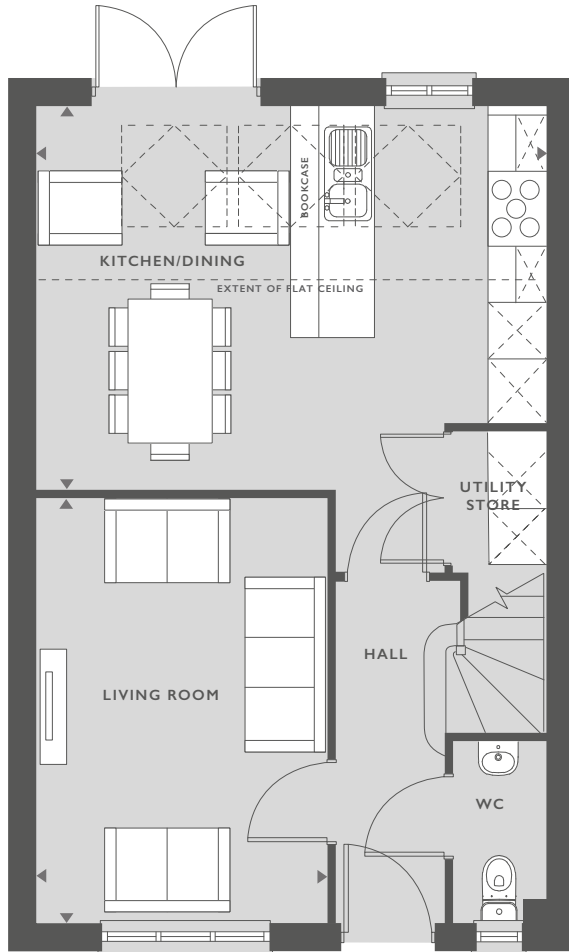 BOOKCASE
KITCHEN/DINING
EXTENT OF FLAT CEILING
UTILITY
STORE
HALL
LIVING ROOM
WC